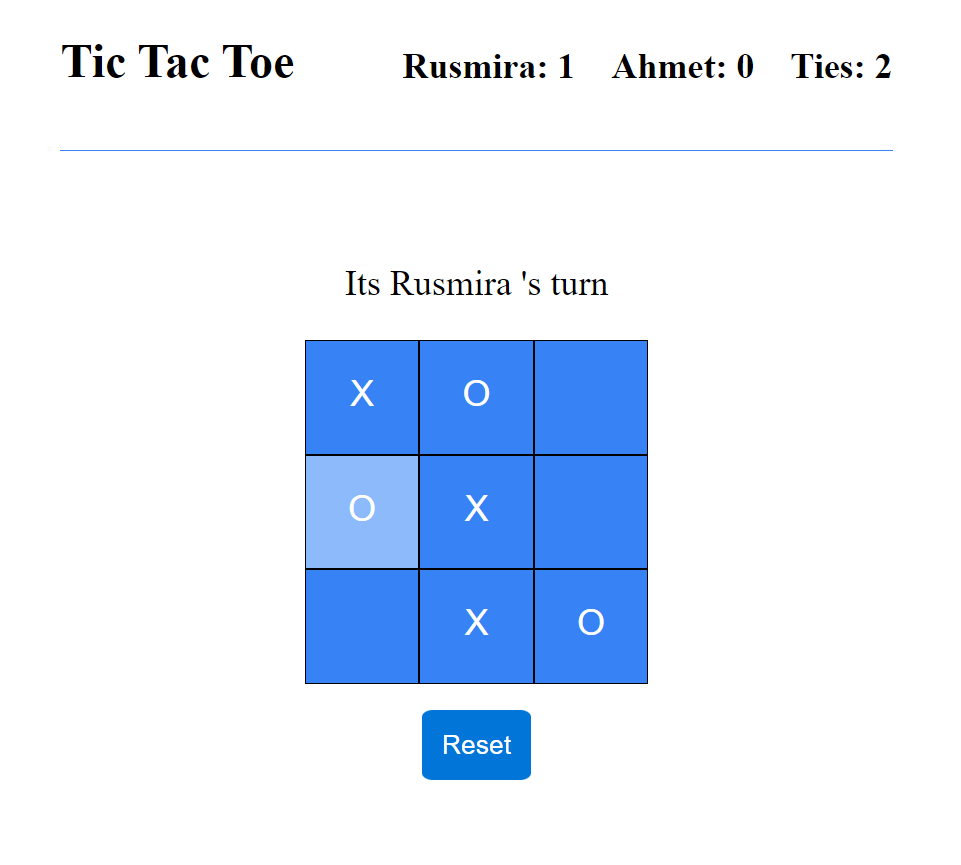 Tic Tac Toe Rusmira: 1 Ahmet: 0 Ties: 2
Its Rusmira 's turn
X O
O X
X O
Reset